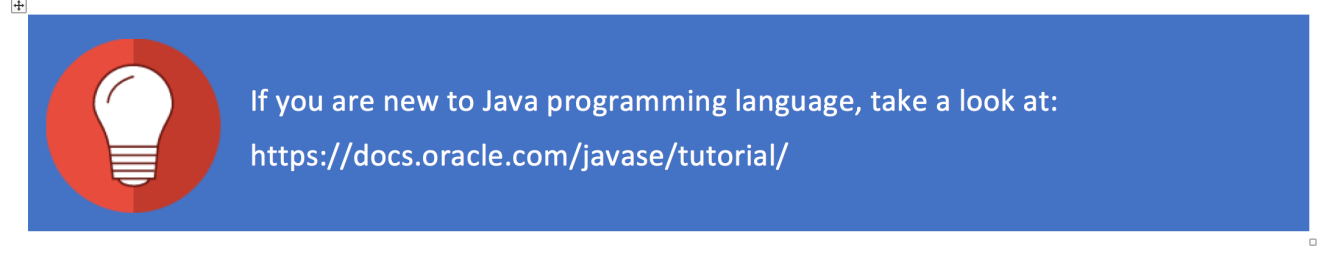 If you are new to Java programming language, take a look at:
https://docs.oracle.com/javase/tutorial/